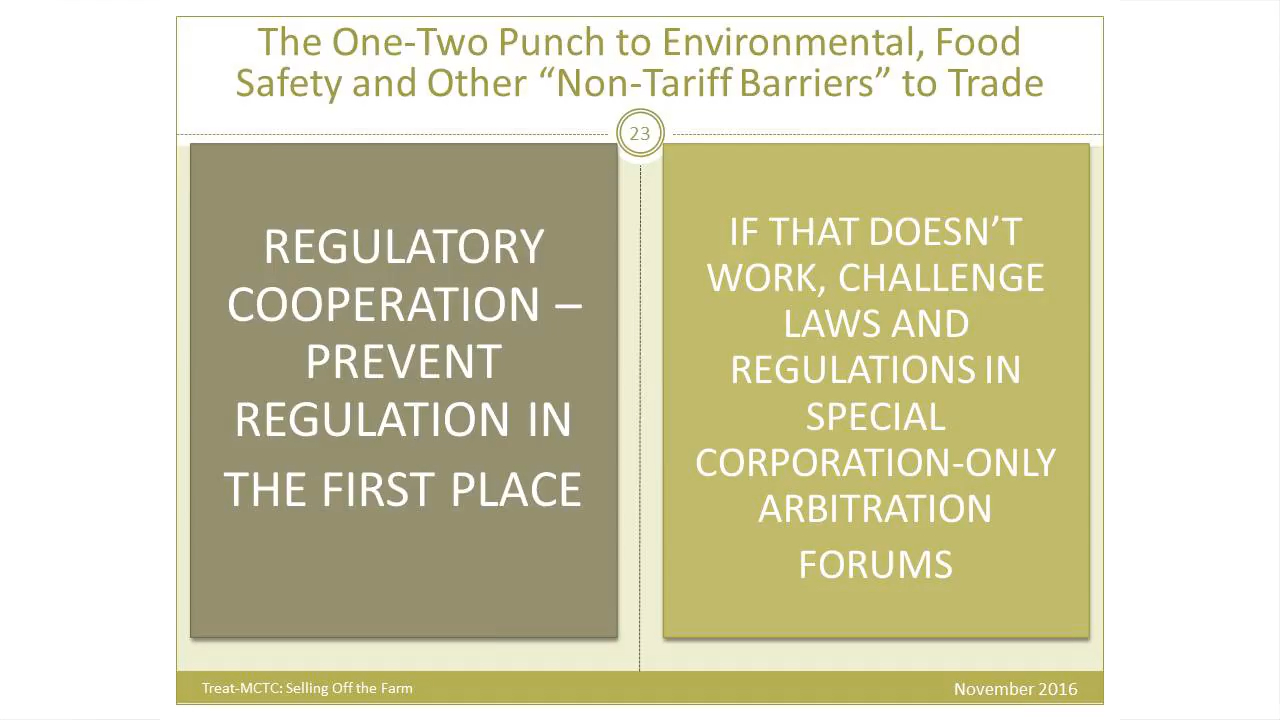 The One-Two Punch to Environmental, Food
Safety and Other “Non-Tariff Barriers” to Trade
23
REGULATORY
COOPERATION –
PREVENT
REGULATION IN
THE FIRST PLACE
IF THAT DOESN’T
WORK, CHALLENGE
LAWS AND
REGULATIONS IN
SPECIAL
CORPORATION-ONLY
ARBITRATION
FORUMS
Treat-MCTC: Selling Off the Farm
November 2016